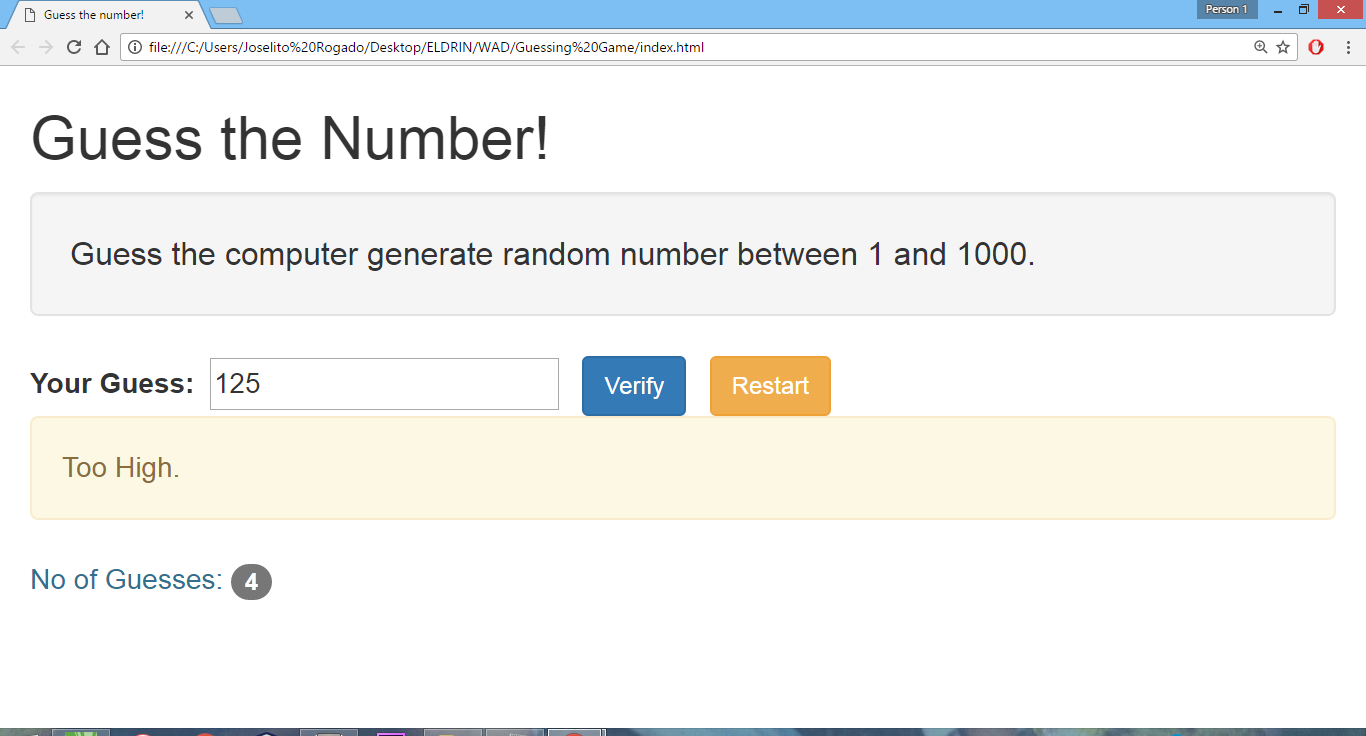 Guess the number!
Person 1
file:///C:/Users/Joselito%20Rogado/Desktop/ELDRIN/WAD/Guessing%20Game/index.html
Guess the Number!
Guess the computer generate random number between 1 and 1000.
Your Guess: 125 Verify Restart
Too High.
No of Guesses: 4